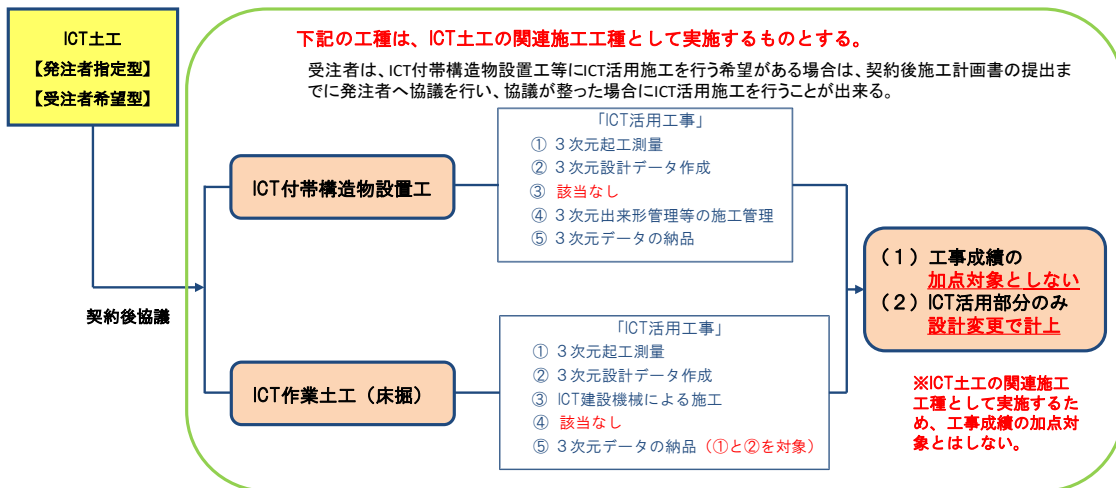 ICT土工
【発注者指定型】
【受注者希望型】
契約後協議
下記の工種は、ICT土工の関連施工工種として実施するものとする。
受注者は、ICT付帯構造物設置工等にICT活用施工を行う希望がある場合は、契約後施工計画書の提出ま
でに発注者へ協議を行い、協議が整った場合にICT活用施工を行うことが出来る。
ICT付帯構造物設置工
「ICT活用工事」
① 3次元起工測量
② 3次元設計データ作成
③ 該当なし
④ 3次元出来形管理等の施工管理
⑤ 3次元データの納品
ICT作業土工（床掘）
「ICT活用工事」
① 3次元起工測量
② 3次元設計データ作成
③ ICT建設機械による施工
④ 該当なし
⑤ 3次元データの納品（①と②を対象）
（１）工事成績の
加点対象としない
（２）ICT活用部分のみ
設計変更で計上
※ICT土工の関連施工
工種として実施するた
め、工事成績の加点対
象とはしない。